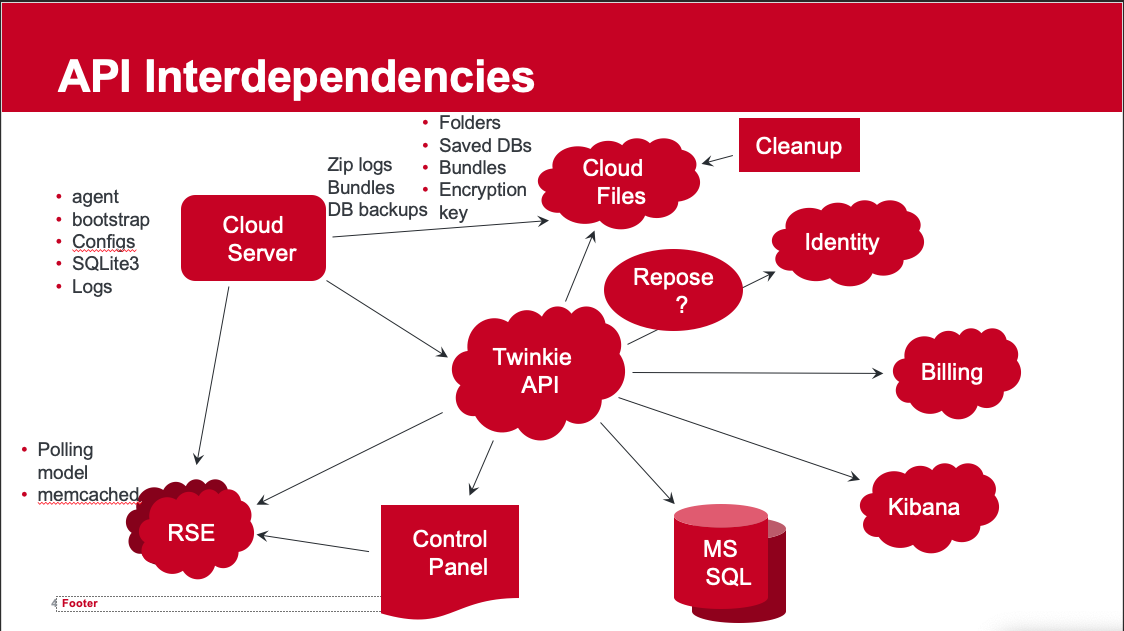 API Interdependencies
• Folders
• Saved DBs
• Bundles
• Encryption
key
Zip logs
Bundles
DB backups
• agent
• bootstrap
• Configs
• SQLite3
• Logs
Cloud
Server
Cloud
Files
Cleanup
Identity
Repose
?
Twinkie
API
Billing
Kibana
• Polling
model
• memcached
RSE
Control
Panel
MS
SQL
4
Footer